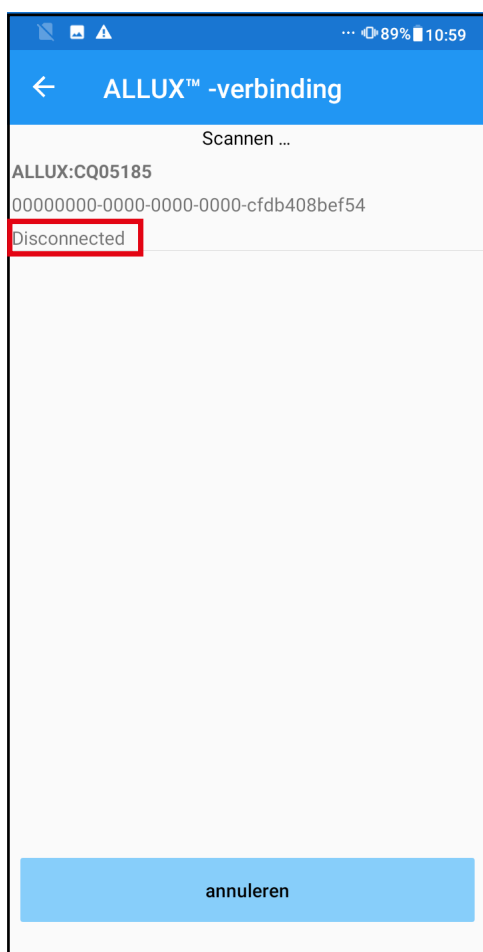 89% 10:59
ALLUX™ -verbinding
Scannen ...
ALLUX:CQ05185
00000000-0000-0000-0000-cfdb408bef54
Disconnected
annuleren